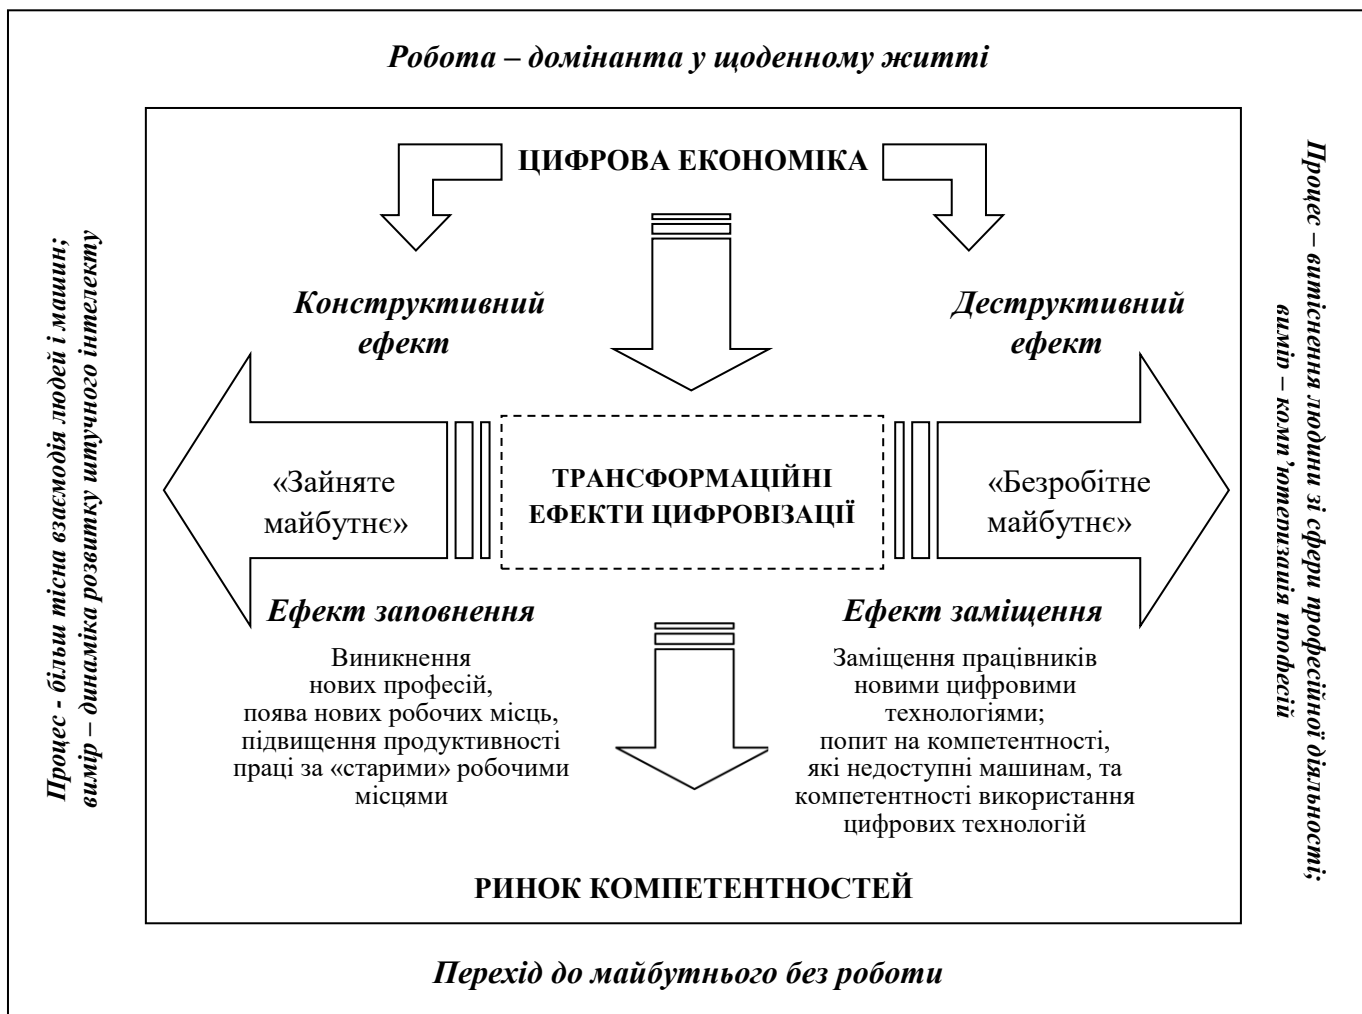 Робота – домінанта у щоденному житті
ЦИФРОВА ЕКОНОМІКА
Конструктивний
ефект
Деструктивний
ефект
Процес - більш тісна взаємодія людей і машин;
вимір – динаміка розвитку штучного інтелекту
«Зайняте
майбутнє»
ТРАНСФОРМАЦІЙНІ
ЕФЕКТИ ЦИФРОВІЗАЦІЇ
«Безробітне
майбутнє»
Процес – витіснення людини зі сфери професійної діяльності;
вимір – комп’ютеризація професій
Ефект заповнення
Виникнення
нових професій,
поява нових робочих місць,
підвищення продуктивності
праці за «старими» робочими
місцями
Ефект заміщення
Заміщення працівників
новими цифровими
технологіями;
попит на компетентності,
які недоступні машинам, та
компетентності використання
цифрових технологій
РИНОК КОМПЕТЕНТНОСТЕЙ
Перехід до майбутнього без роботи